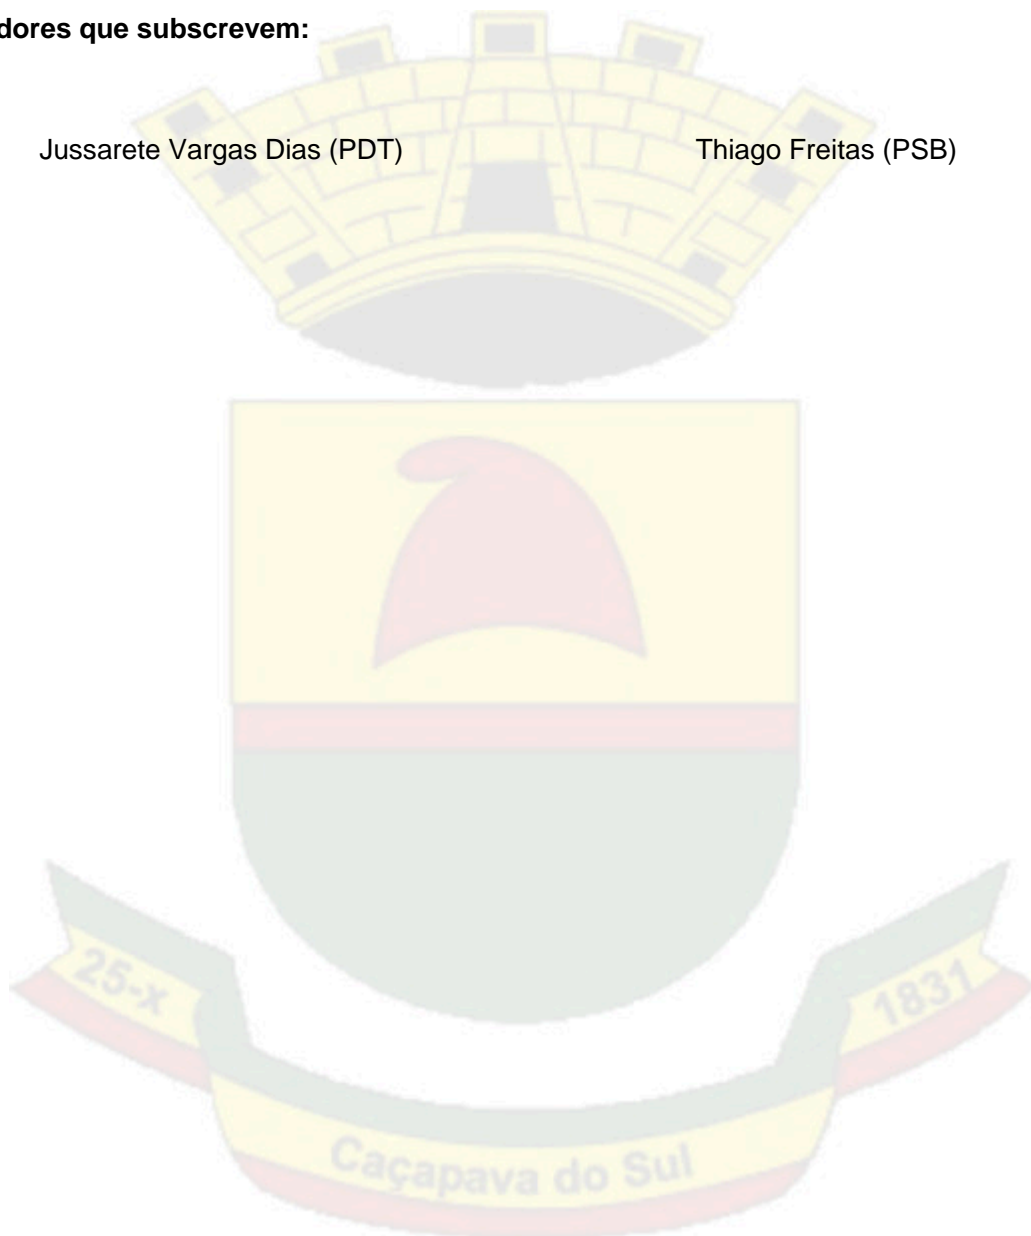 dores que subscrevem:
Jussarete Vargas Dias (PDT) Thiago Freitas (PSB)
25-x 1831
Caçapava do Sul